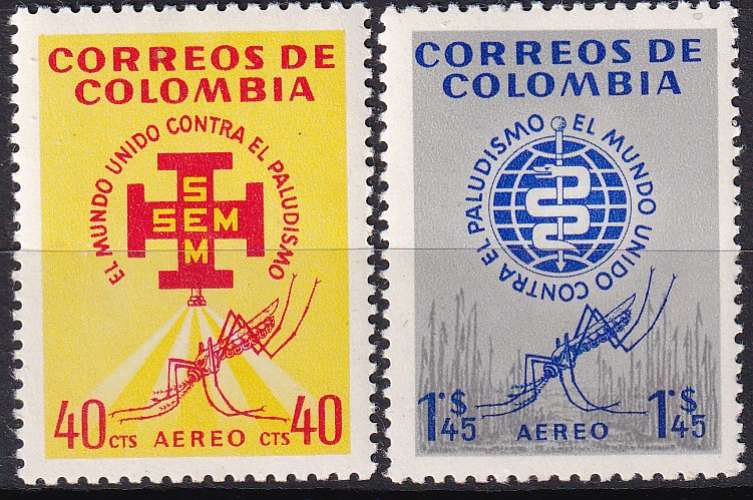 CORREOS DE
COLOMBIA
EL MUNDO UNIDO CONTRA EL PALUDISMO
S
SEM
M
40 CTS AEREO CTS 40
CORREOS DE
COLOMBIA
EL MUNDO UNIDO CONTRA EL PALUDISMO
1·$ 45 AEREO 1·$ 45